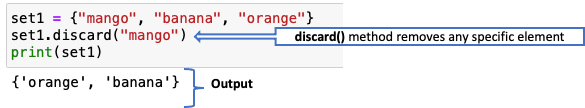 set1 = {"mango", "banana", "orange"}
set1.discard("mango")
discard() method removes any specific element
print(set1)
{'orange', 'banana'}
Output